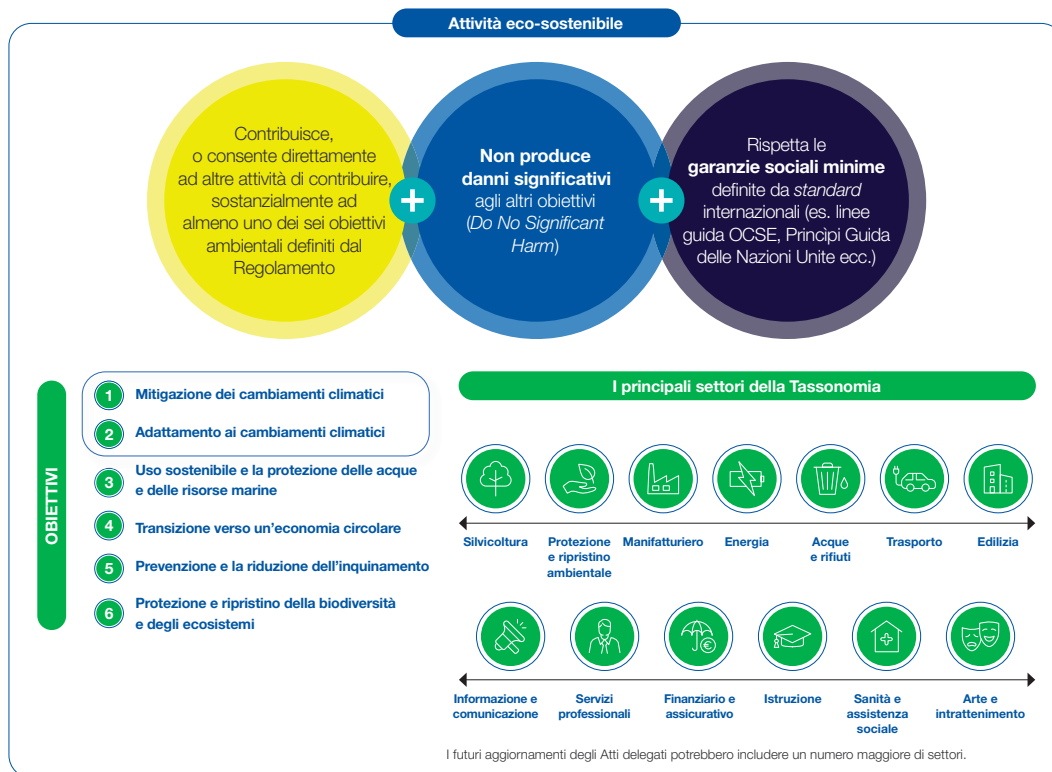 Attività eco-sostenibile
Contribuisce,
o consente direttamente
ad altre attività di contribuire,
sostanzialmente ad
almeno uno dei sei obiettivi
ambientali definiti dal
Regolamento
+
Non produce
danni significativi
agli altri obiettivi
(Do No Significant
Harm)
+
Rispetta le
garanzie sociali minime
definite da standard
internazionali (es. linee
guida OCSE, Principi Guida
delle Nazioni Unite ecc.)
OBIETTIVI
1 Mitigazione dei cambiamenti climatici
2 Adattamento ai cambiamenti climatici
3 Uso sostenibile e la protezione delle acque
e delle risorse marine
4 Transizione verso un'economia circolare
5 Prevenzione e la riduzione dell'inquinamento
6 Protezione e ripristino della biodiversità
e degli ecosistemi
I principali settori della Tassonomia
Silvicoltura
Protezione
e ripristino
ambientale
Manifatturiero
Energia
Acque
e rifiuti
Trasporto
Edilizia
Informazione e
comunicazione
Servizi
professionali
€
Finanziario e
assicurativo
Istruzione
Sanità e
assistenza
sociale
Arte e
intrattenimento
I futuri aggiornamenti degli Atti delegati potrebbero includere un numero maggiore di settori.